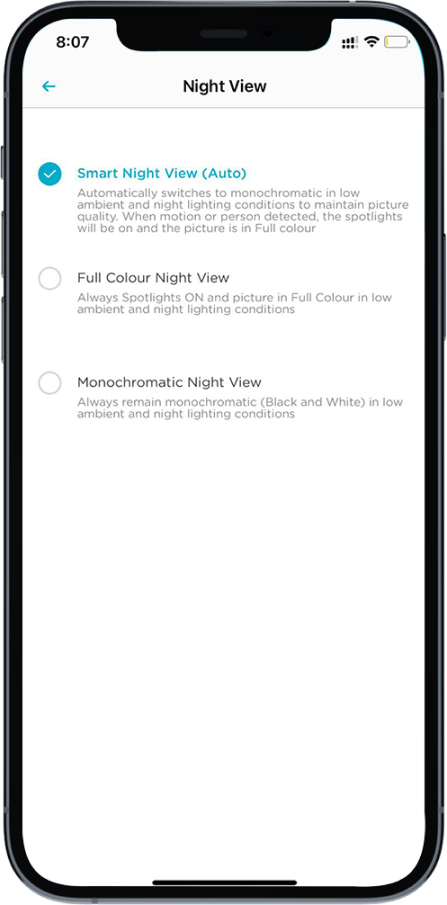 8:07
Night View
Smart Night View (Auto)
Automatically switches to monochromatic in low
ambient and night lighting conditions to maintain picture
quality. When motion or person detected, the spotlights
will be on and the picture is in Full colour
Full Colour Night View
Always Spotlights ON and picture in Full Colour in low
ambient and night lighting conditions
Monochromatic Night View
Always remain monochromatic (Black and White) in low
ambient and night lighting conditions